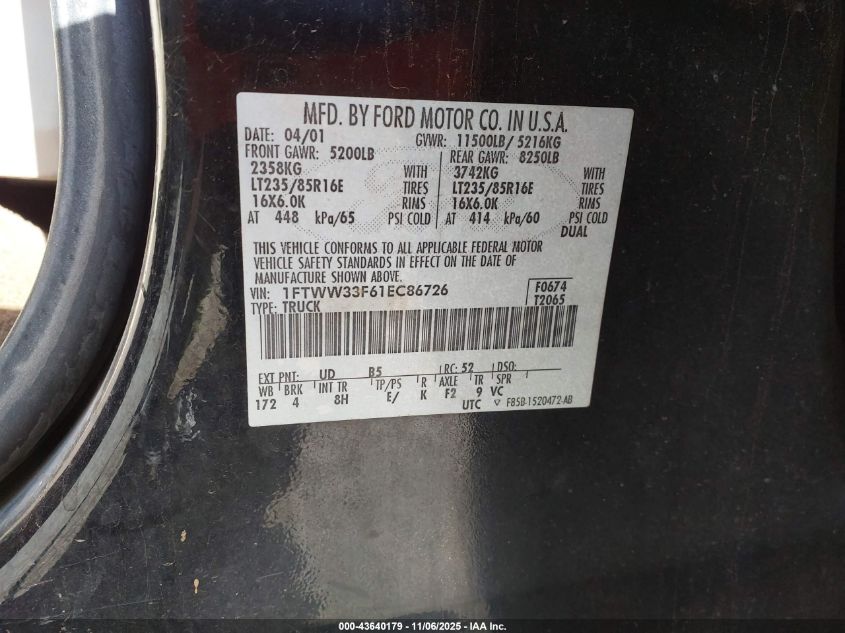 MFD. BY FORD MOTOR CO. IN U.S.A.
DATE: 04/01 GVWR: 11500LB/ 5216KG
FRONT GAWR: 5200LB REAR GAWR: 8250LB
2358KG WITH 3742KG WITH
LT235/85R16E TIRES LT235/85R16E TIRES
16X6.0K RIMS 16X6.0K RIMS
AT 448 kPa/65 PSI COLD AT 414 kPa/60 PSI COLD
DUAL
THIS VEHICLE CONFORMS TO ALL APPLICABLE FEDERAL MOTOR
VEHICLE SAFETY STANDARDS IN EFFECT ON THE DATE OF
MANUFACTURE SHOWN ABOVE.
VIN: 1FTWW33F61EC86726 F0674
TYPE: TRUCK T2065
EXT PNT: UD B5 RC: 52 DSO:
WB BRK INT TR TP/PS R AXLE TR SPR
172 4 8H E/ K F2 9 VC
UTC F85B-1520472-AB
000-43640179 - 11/06/2025 - IAA, Inc.